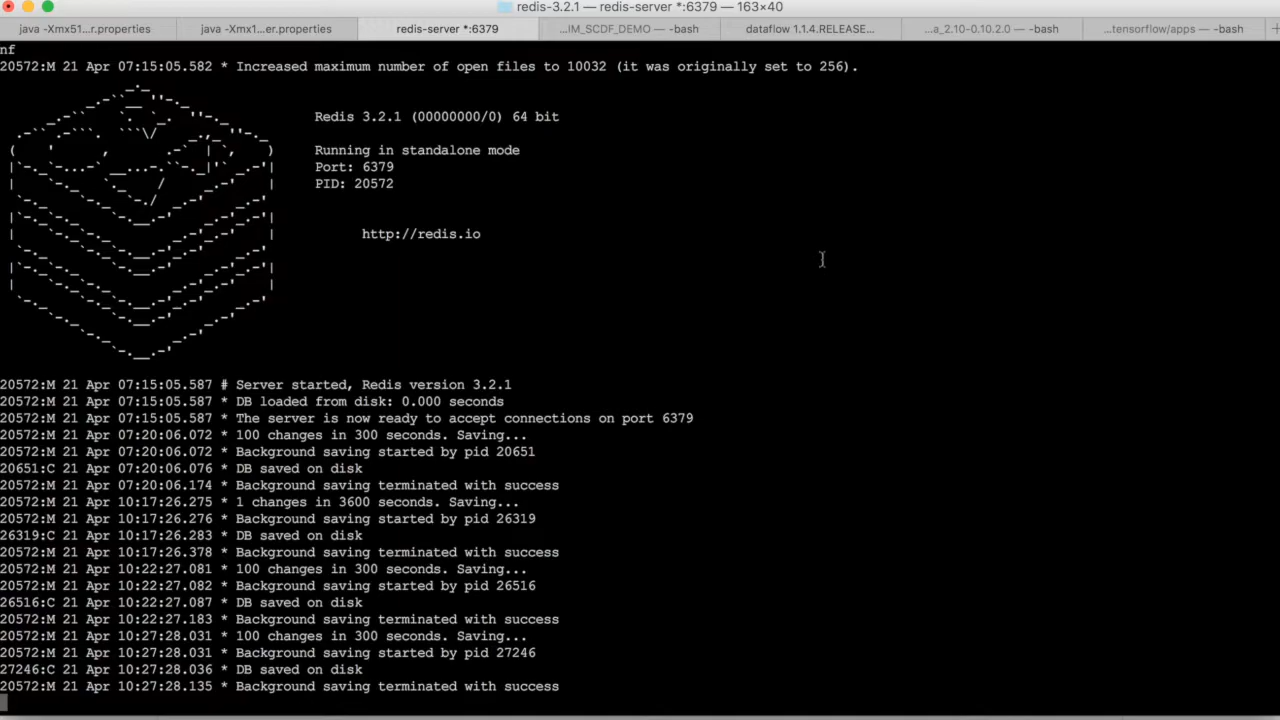 redis-3.2.1 — redis-server *:6379 — 163×40
java -Xmx51...r.properties
java -Xmx1...er.properties
redis-server *:6379
...IM_SCDF_DEMO — -bash
dataflow 1.1.4.RELEASE...
...a_2.10-0.10.2.0 — -bash
...tensorflow/apps — -bash
nf
20572:M 21 Apr 07:15:05.582 * Increased maximum number of open files to 10032 (it was originally set to 256).
Redis 3.2.1 (00000000/0) 64 bit
Running in standalone mode
Port: 6379
PID: 20572
http://redis.io
20572:M 21 Apr 07:15:05.587 # Server started, Redis version 3.2.1
20572:M 21 Apr 07:15:05.587 * DB loaded from disk: 0.000 seconds
20572:M 21 Apr 07:15:05.587 * The server is now ready to accept connections on port 6379
20572:M 21 Apr 07:20:06.072 * 100 changes in 300 seconds. Saving...
20572:M 21 Apr 07:20:06.072 * Background saving started by pid 20651
20651:C 21 Apr 07:20:06.076 * DB saved on disk
20572:M 21 Apr 07:20:06.174 * Background saving terminated with success
20572:M 21 Apr 10:17:26.275 * 1 changes in 3600 seconds. Saving...
20572:M 21 Apr 10:17:26.276 * Background saving started by pid 26319
26319:C 21 Apr 10:17:26.283 * DB saved on disk
20572:M 21 Apr 10:17:26.378 * Background saving terminated with success
20572:M 21 Apr 10:22:27.081 * 100 changes in 300 seconds. Saving...
20572:M 21 Apr 10:22:27.082 * Background saving started by pid 26516
26516:C 21 Apr 10:22:27.087 * DB saved on disk
20572:M 21 Apr 10:22:27.183 * Background saving terminated with success
20572:M 21 Apr 10:27:28.031 * 100 changes in 300 seconds. Saving...
20572:M 21 Apr 10:27:28.031 * Background saving started by pid 27246
27246:C 21 Apr 10:27:28.036 * DB saved on disk
20572:M 21 Apr 10:27:28.135 * Background saving terminated with success